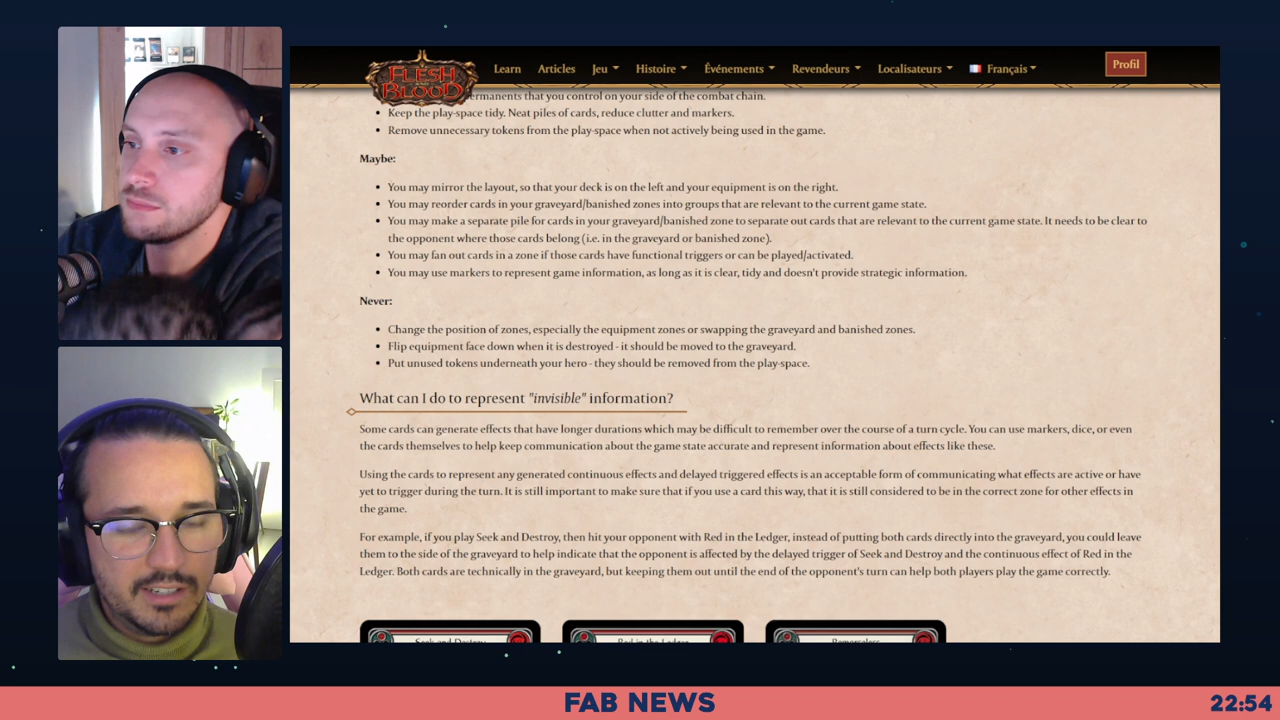 FLESH
BLOOD
Learn
Articles
Jeu
Histoire
Événements
Revendeurs
Localisateurs
Français
Profil
that you control on your side of the combat chain.
Keep the play-space tidy. Neat piles of cards, reduce clutter and markers.
Remove unnecessary tokens from the play-space when not actively being used in the game.
Maybe:
You may mirror the layout, so that your deck is on the left and your equipment is on the right.
You may reorder cards in your graveyard/banished zones into groups that are relevant to the current game state.
You may make a separate pile for cards in your graveyard/banished zone to separate out cards that are relevant to the current game state. It needs to be clear to
the opponent where those cards belong (i.e. in the graveyard or banished zone).
You may fan out cards in a zone if those cards have functional triggers or can be played/activated.
You may use markers to represent game information, as long as it is clear, tidy and doesn't provide strategic information.
Never:
Change the position of zones, especially the equipment zones or swapping the graveyard and banished zones.
Flip equipment face down when it is destroyed - it should be moved to the graveyard.
Put unused tokens underneath your hero - they should be removed from the play-space.
What can I do to represent "invisible" information?
Some cards can generate effects that have longer durations which may be difficult to remember over the course of a turn cycle. You can use markers, dice, or even
the cards themselves to help keep communication about the game state accurate and represent information about effects like these.
Using the cards to represent any generated continuous effects and delayed triggered effects is an acceptable form of communicating what effects are active or have
yet to trigger during the turn. It is still important to make sure that if you use a card this way, that it is still considered to be in the correct zone for other effects in
the game.
For example, if you play Seek and Destroy, then hit your opponent with Red in the Ledger, instead of putting both cards directly into the graveyard, you could leave
them to the side of the graveyard to help indicate that the opponent is affected by the delayed trigger of Seek and Destroy and the continuous effect of Red in the
Ledger. Both cards are technically in the graveyard, but keeping them out until the end of the opponent's turn can help both players play the game correctly.
Seek and Destroy
Red in the Ledger
Remorseless
FAB NEWS
22:54